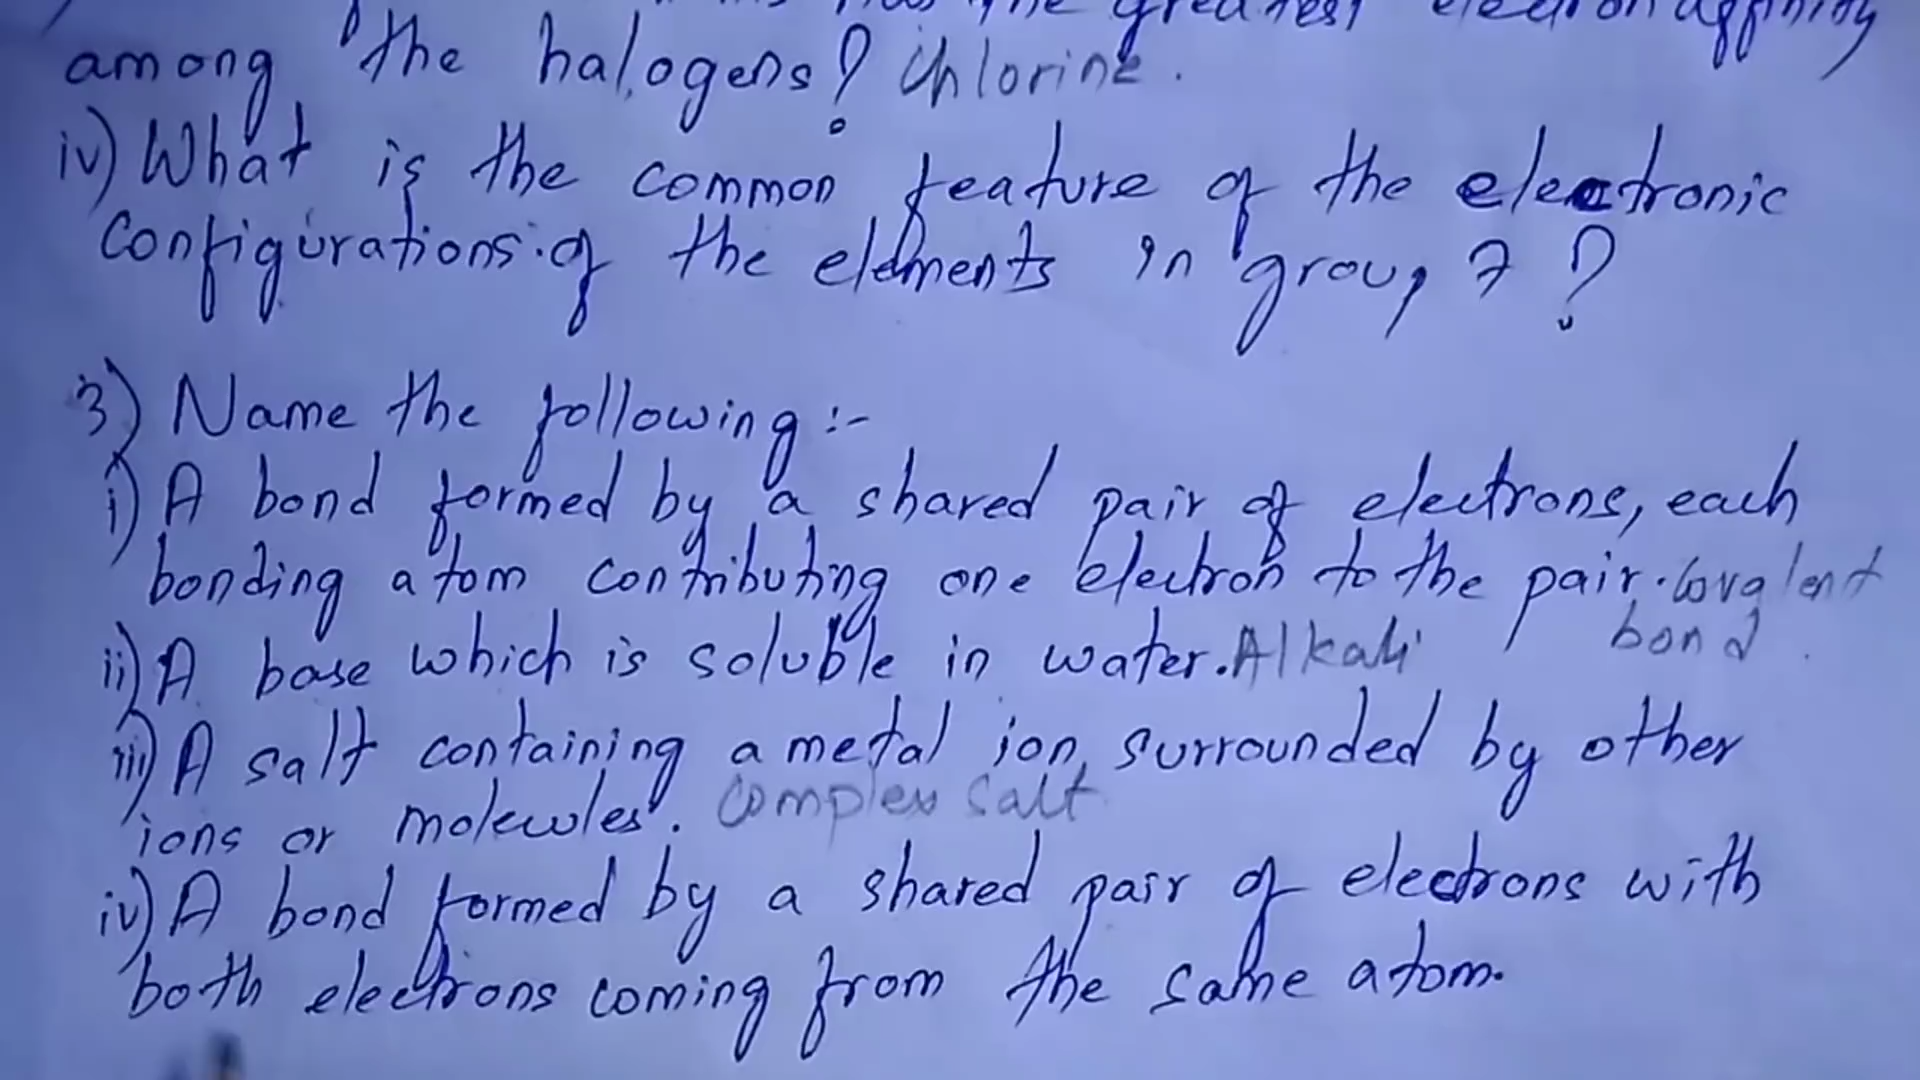 the greatest electron affinity
among the halogens? Chlorine.
iv) What is the common feature of the electronic
configurations of the elements in group 7?
3) Name the following :-
i) A bond formed by a shared pair of electrons, each
bonding atom contributing one electron to the pair. Covalent
bond.
ii) A base which is soluble in water. Alkali
iii) A salt containing a metal ion surrounded by other
ions or molecules. Complex salt
iv) A bond formed by a shared pair of electrons with
both electrons coming from the same atom.